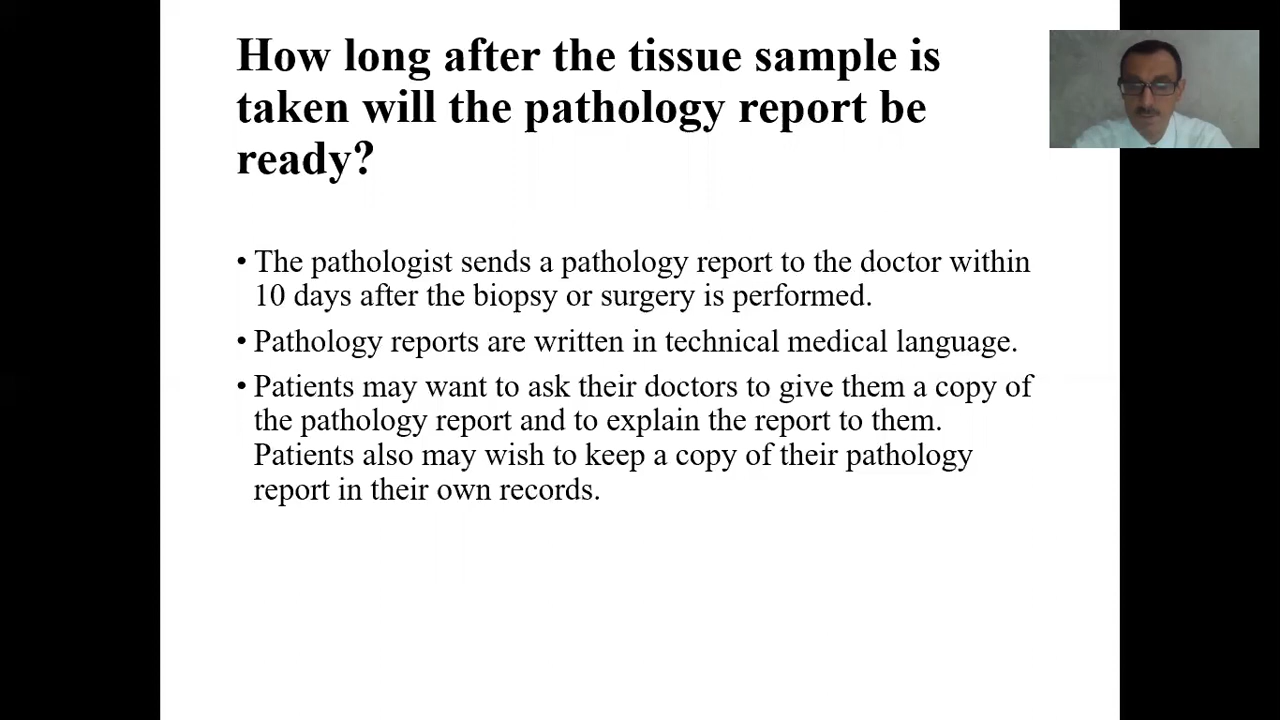 How long after the tissue sample is
taken will the pathology report be
ready?
• The pathologist sends a pathology report to the doctor within
10 days after the biopsy or surgery is performed.
• Pathology reports are written in technical medical language.
• Patients may want to ask their doctors to give them a copy of
the pathology report and to explain the report to them.
Patients also may wish to keep a copy of their pathology
report in their own records.